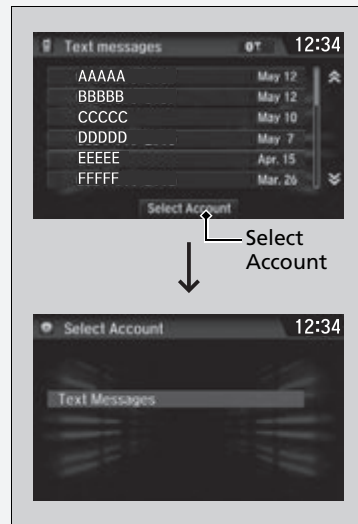 Text messages 12:34
AAAAA May 12
BBBBB May 12
CCCCC May 10
DDDDD May 7
EEEEE Apr. 15
FFFFF Mar. 26
Select Account
Select
Account
Select Account 12:34
Text Messages